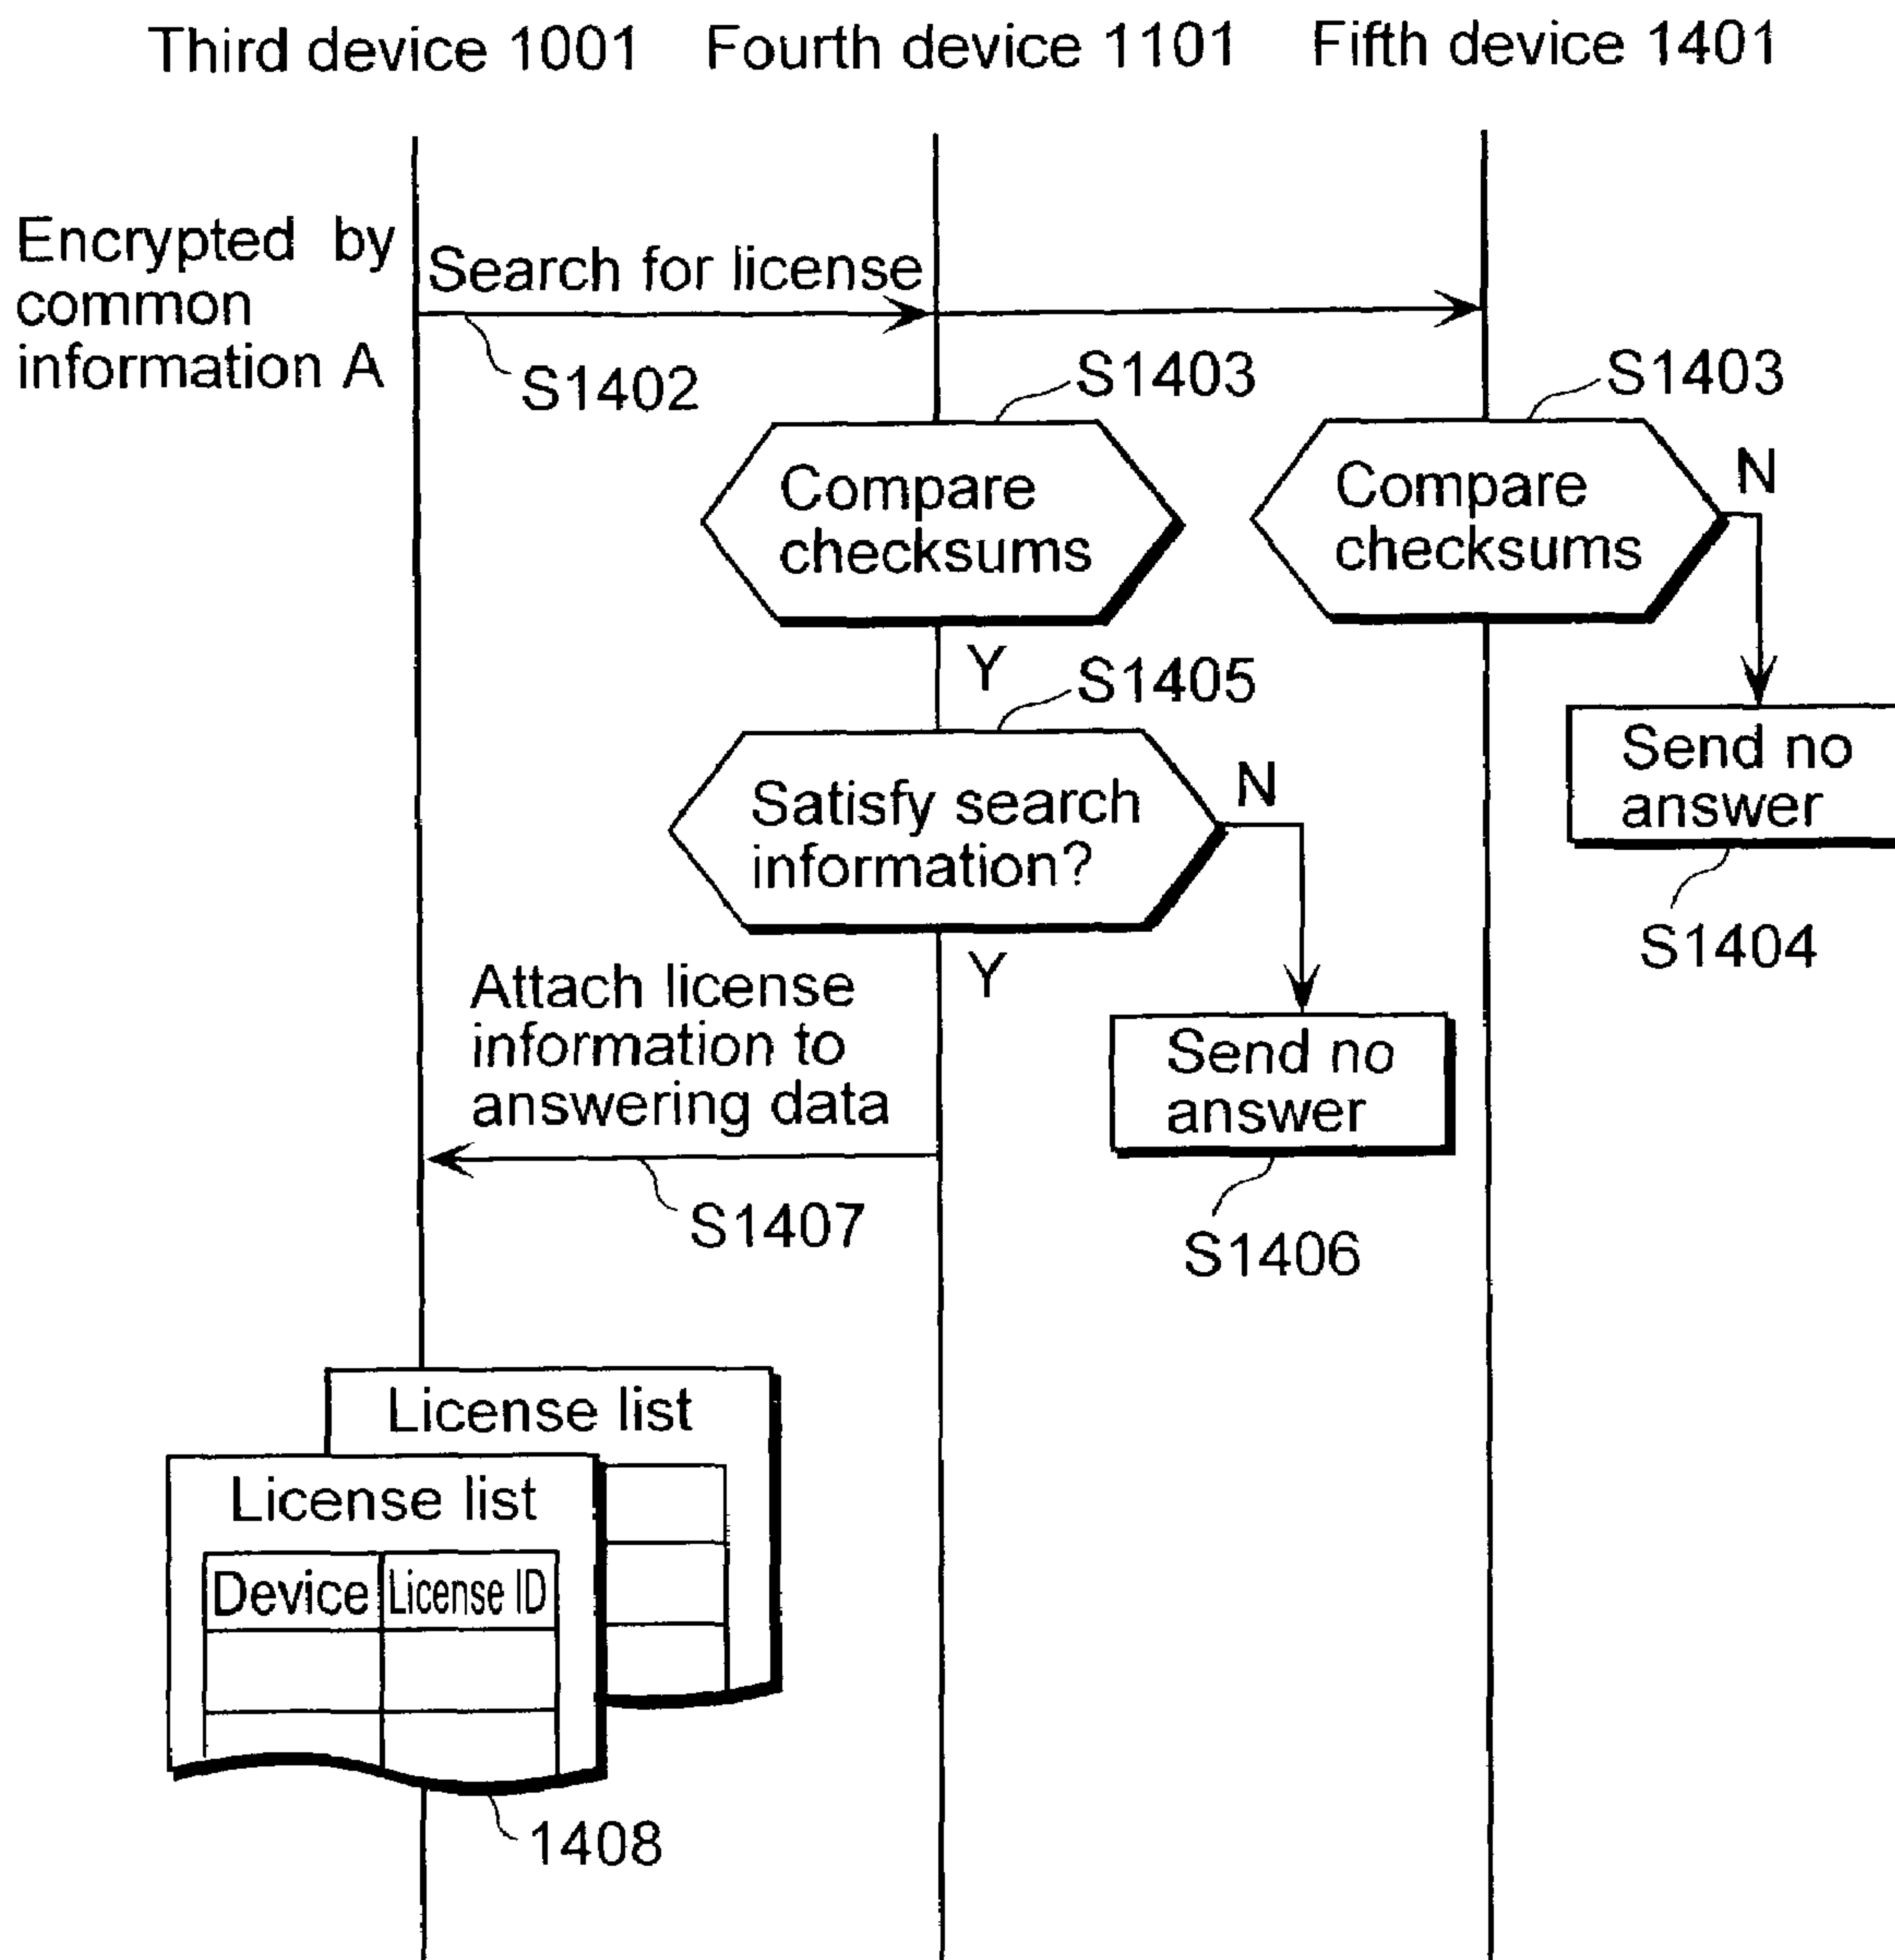 Third device 1001 Fourth device 1101 Fifth device 1401
Encrypted by
common
information A
Search for license
S1402
S1403
S1403
Compare
checksums
Compare
checksums
N
Y
S1405
Send no
answer
S1404
Satisfy search
information?
N
Y
Attach license
information to
answering data
Send no
answer
S1407
S1406
License list
License list
Device License ID
1408